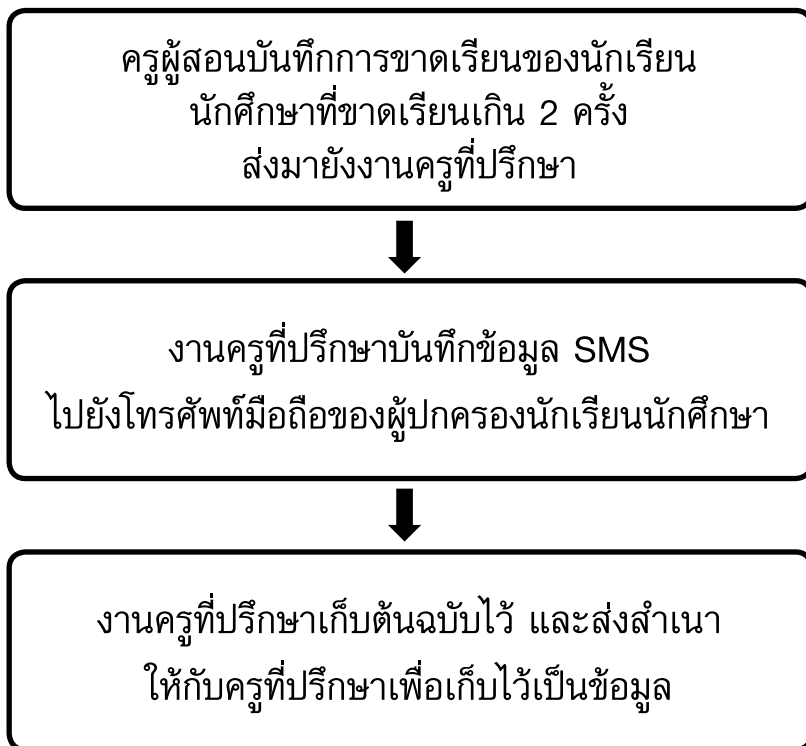 ครูผู้สอนบันทึกการขาดเรียนของนักเรียน
นักศึกษาที่ขาดเรียนเกิน 2 ครั้ง
ส่งมายังงานครูที่ปรึกษา
งานครูที่ปรึกษาบันทึกข้อมูล SMS
ไปยังโทรศัพท์มือถือของผู้ปกครองนักเรียนนักศึกษา
งานครูที่ปรึกษาเก็บต้นฉบับไว้ และส่งสำเนา
ให้กับครูที่ปรึกษาเพื่อเก็บไว้เป็นข้อมูล